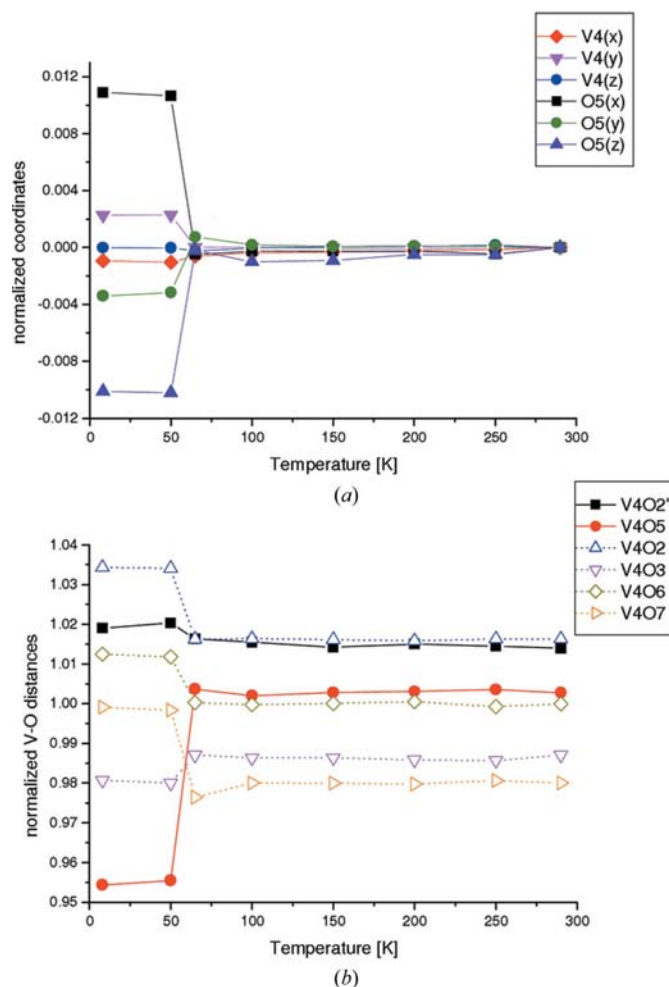 V4(x)
V4(y)
V4(z)
O5(x)
O5(y)
O5(z)
normalized coordinates
0.012
0.008
0.004
0.000
-0.004
-0.008
-0.012
0 50 100 150 200 250 300
Temperature [K]
(a)
V4O2'
V4O5
V4O2
V4O3
V4O6
V4O7
normalized V-O distances
1.04
1.03
1.02
1.01
1.00
0.99
0.98
0.97
0.96
0.95
0 50 100 150 200 250 300
Temperature [K]
(b)